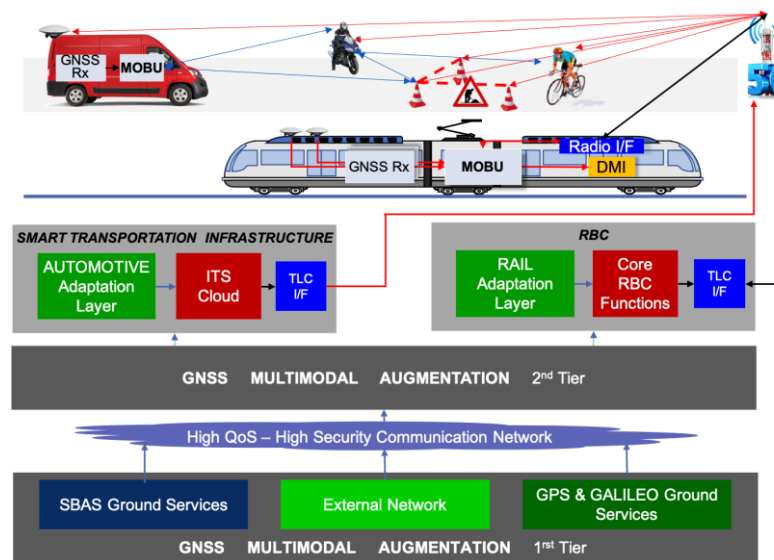 GNSS
Rx
MOBU
5G
Radio I/F
GNSS Rx
MOBU
DMI
SMART TRANSPORTATION INFRASTRUCTURE
RBC
AUTOMOTIVE
Adaptation
Layer
ITS
Cloud
TLC
I/F
RAIL
Adaptation
Layer
Core
RBC
Functions
TLC
I/F
GNSS MULTIMODAL AUGMENTATION 2nd Tier
High QoS – High Security Communication Network
SBAS Ground Services
External Network
GPS & GALILEO Ground
Services
GNSS MULTIMODAL AUGMENTATION 1rst Tier